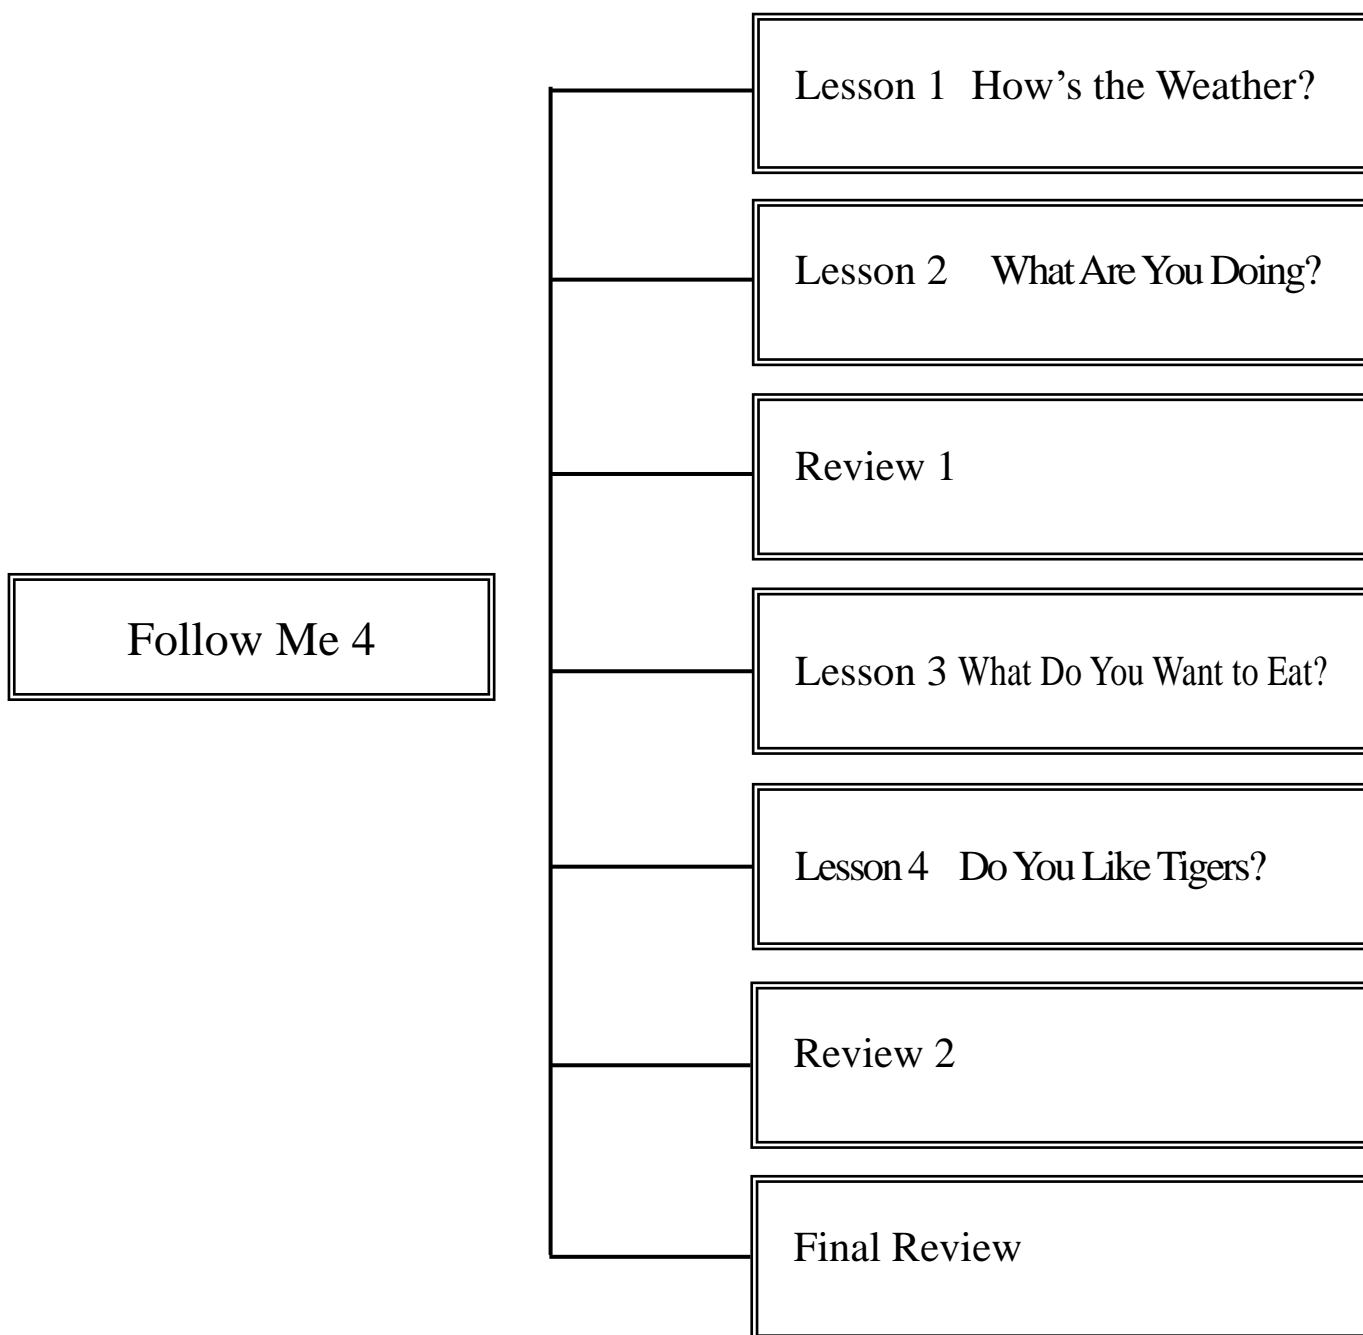 Follow Me 4
Lesson 1 How’s the Weather?
Lesson 2 What Are You Doing?
Review 1
Lesson 3 What Do You Want to Eat?
Lesson 4 Do You Like Tigers?
Review 2
Final Review